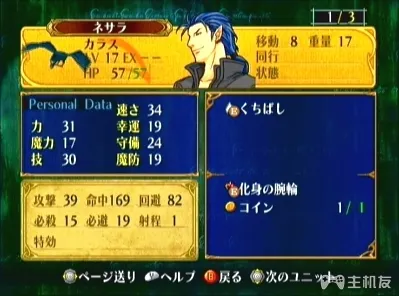 ネサラ
1/3
カラス
LV 17 EX--
HP 57/57
移動 8 重量 17
同行
状態
Personal Data
速さ 34
力 31 幸運 19
魔力 17 守備 24
技 30 魔防 19
くちばし
攻撃 39 命中169 回避 82
必殺 15 必避 19 射程 1
特効
化身の腕輪
コイン 1/1
ページ送り ヘルプ 戻る 次のユニット
主机友